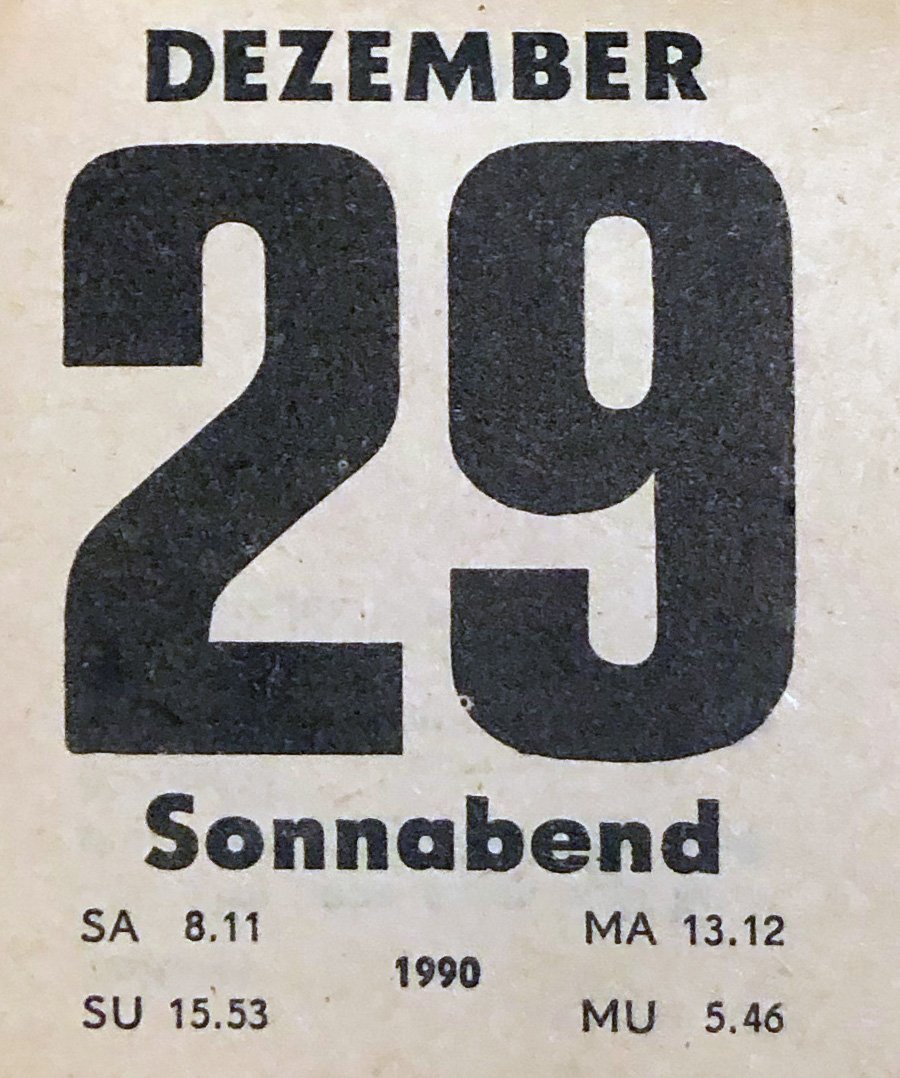 DEZEMBER
29
Sonnabend
SA 8.11 MA 13.12
1990
SU 15.53 MU 5.46